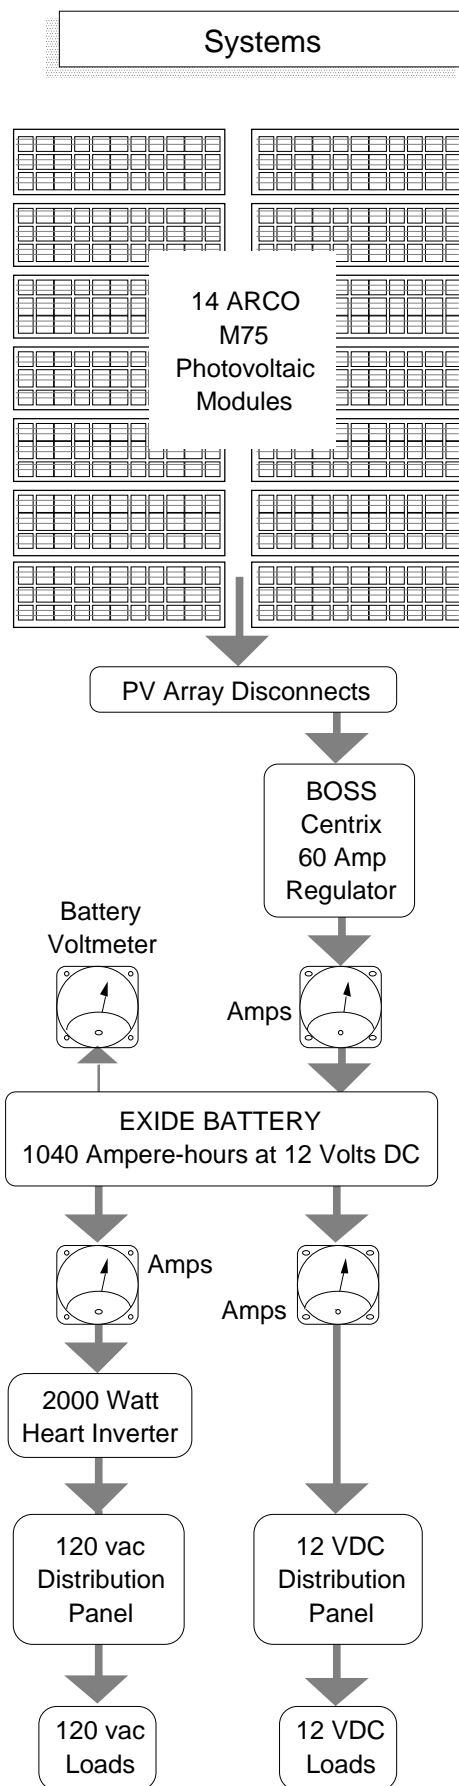 Systems
14 ARCO
M75
Photovoltaic
Modules
PV Array Disconnects
BOSS
Centrix
60 Amp
Regulator
Battery
Voltmeter
Amps
EXIDE BATTERY
1040 Ampere-hours at 12 Volts DC
Amps
Amps
2000 Watt
Heart Inverter
120 vac
Distribution
Panel
12 VDC
Distribution
Panel
120 vac
Loads
12 VDC
Loads